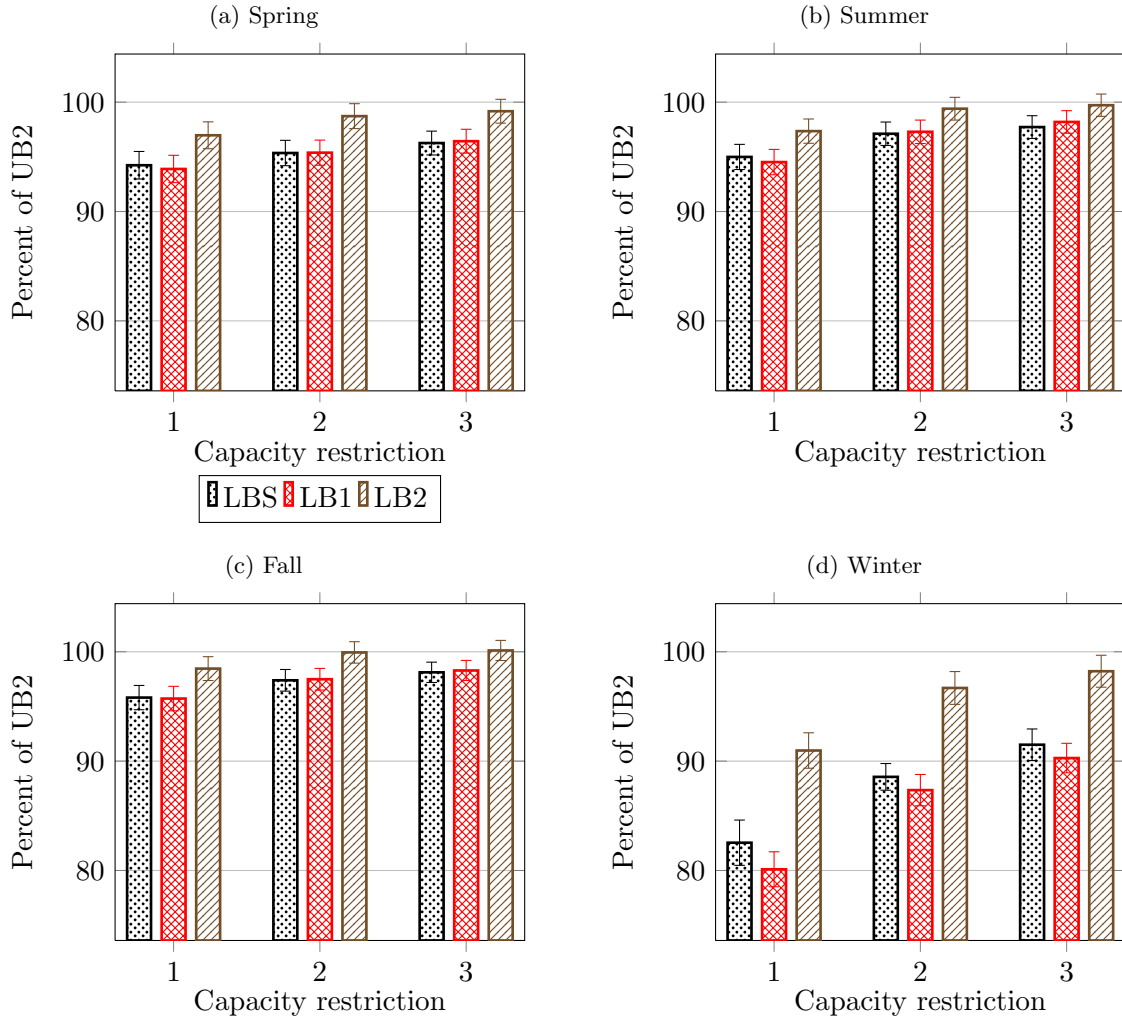 (a) Spring
100
90
80
Percent of UB2
1 2 3
Capacity restriction
LBS LB1 LB2
(b) Summer
100
90
80
Percent of UB2
1 2 3
Capacity restriction
(c) Fall
100
90
80
Percent of UB2
1 2 3
Capacity restriction
(d) Winter
100
90
80
Percent of UB2
1 2 3
Capacity restriction